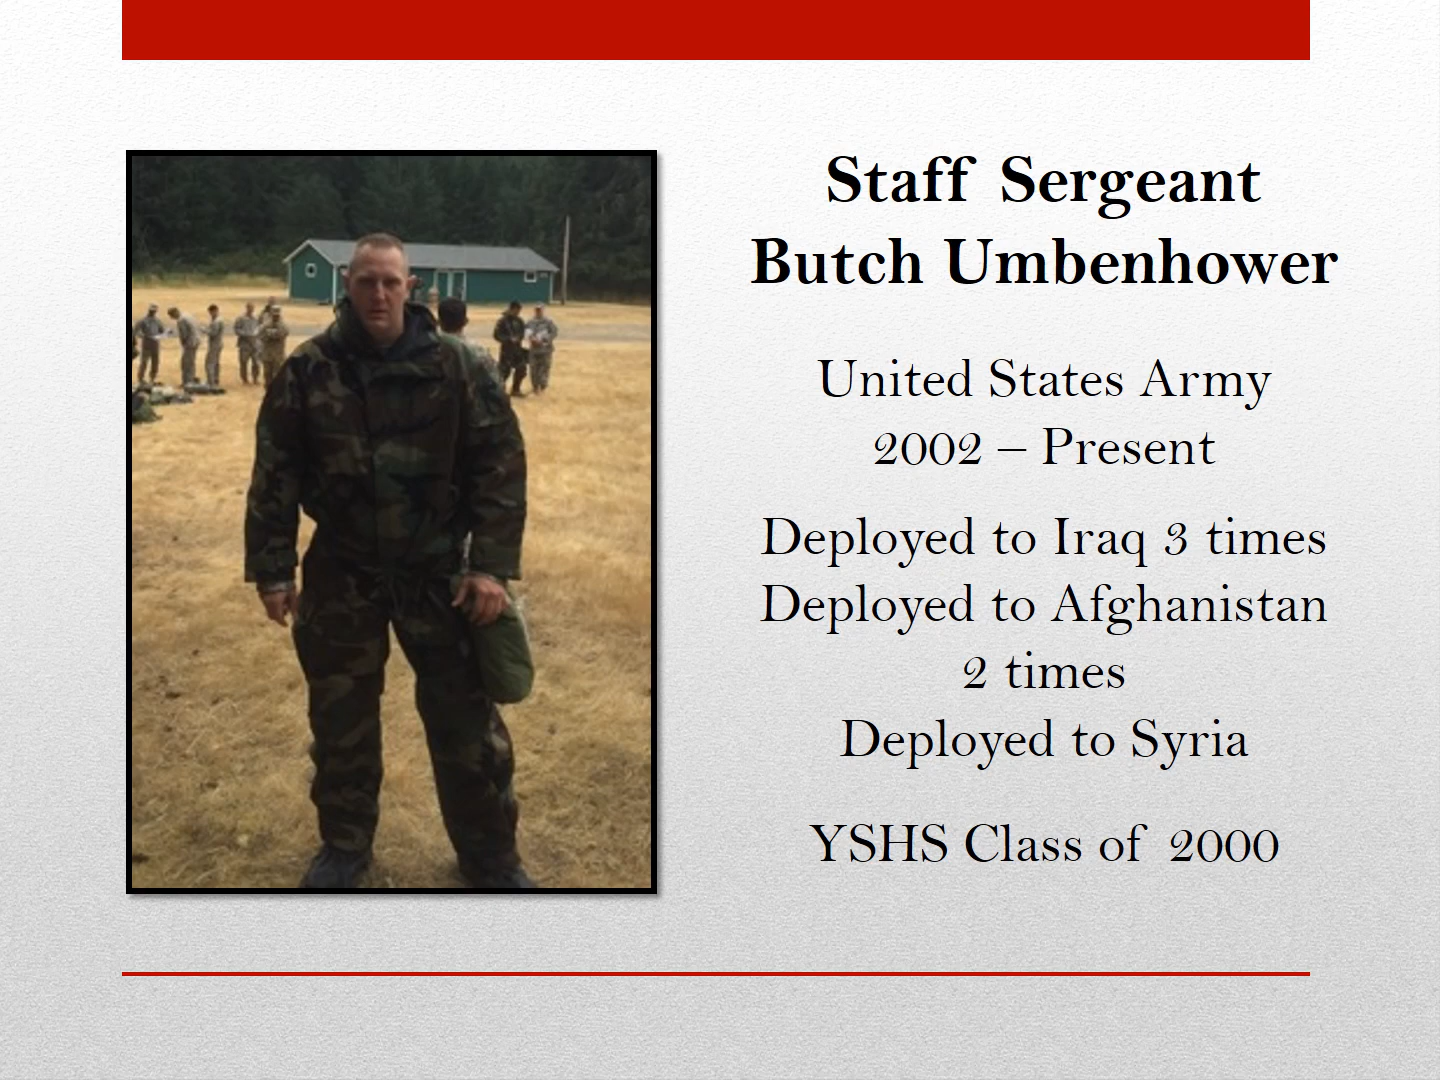 Staff Sergeant
Butch Umbenhower
United States Army
2002 – Present
Deployed to Iraq 3 times
Deployed to Afghanistan
2 times
Deployed to Syria
YSHS Class of 2000